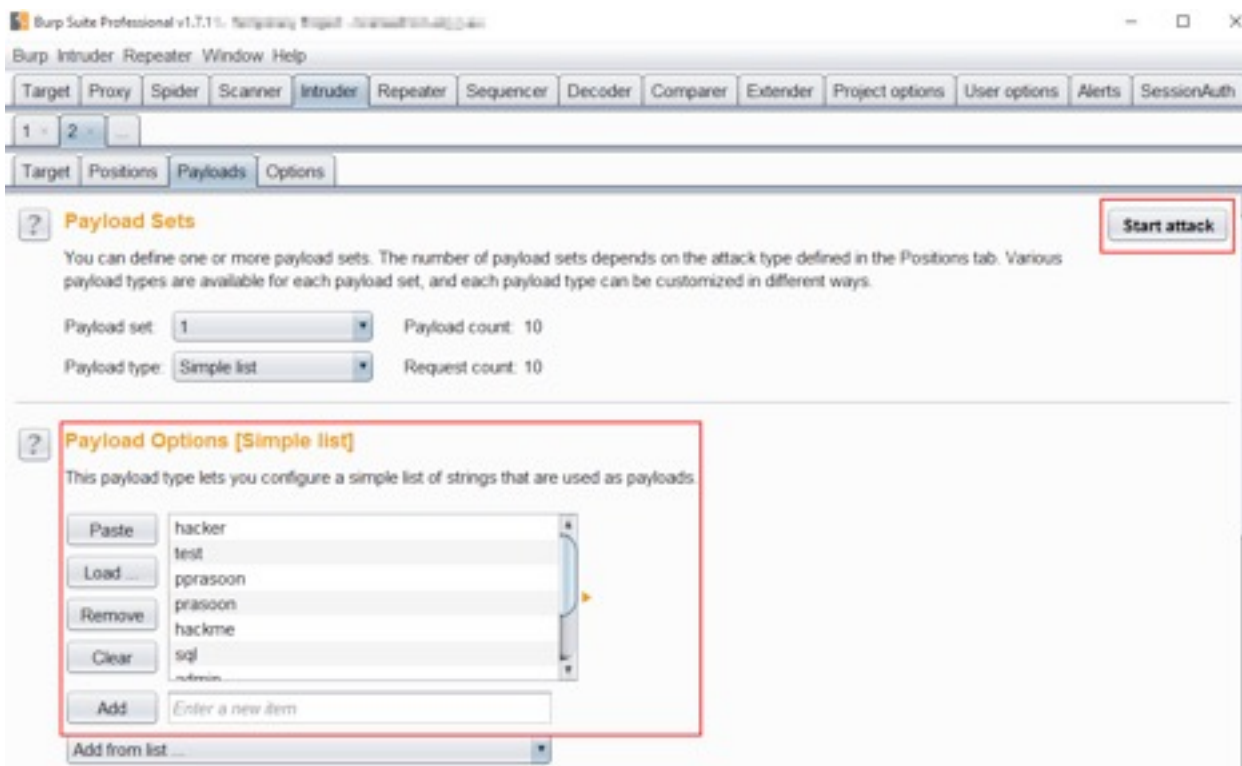 Burp Suite Professional v1.7.11 -
Burp Intruder Repeater Window Help
Target Proxy Spider Scanner Intruder Repeater Sequencer Decoder Comparer Extender Project options User options Alerts SessionAuth
1 × 2 × ...
Target Positions Payloads Options
? Payload Sets
Start attack
You can define one or more payload sets. The number of payload sets depends on the attack type defined in the Positions tab. Various
payload types are available for each payload set, and each payload type can be customized in different ways.
Payload set: 1 Payload count: 10
Payload type: Simple list Request count: 10
? Payload Options [Simple list]
This payload type lets you configure a simple list of strings that are used as payloads.
Paste
Load ...
Remove
Clear
hacker
test
pprasoon
prasoon
hackme
sql
admin
Add Enter a new item
Add from list ...